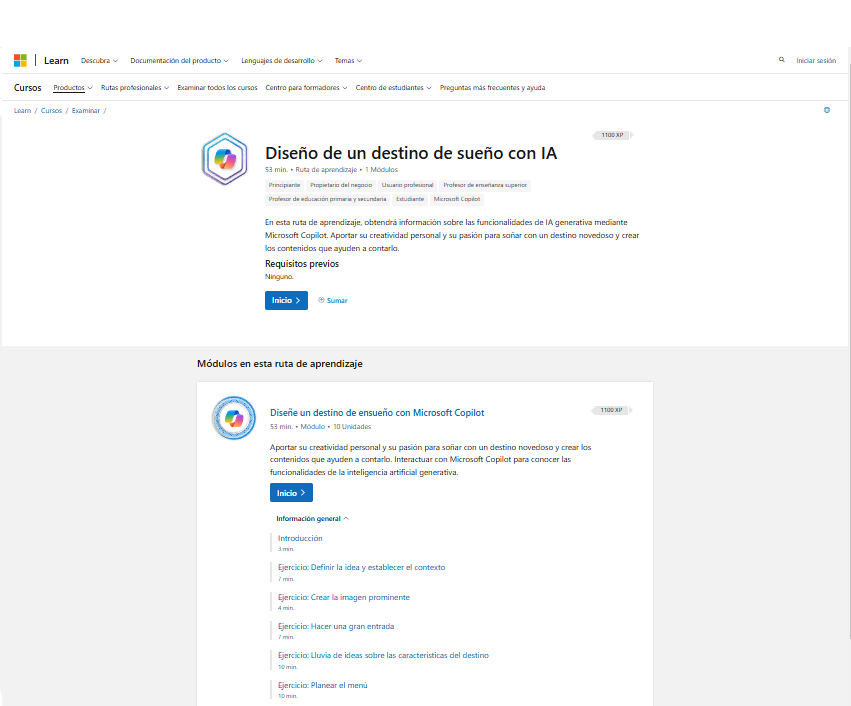 Learn Descubra Documentación del producto Lenguajes de desarrollo Temas Iniciar sesión
Cursos Productos Rutas profesionales Examinar todos los cursos Centro para formadores Centro de estudiantes Preguntas más frecuentes y ayuda
Learn / Cursos / Examinar /
1100 XP
Diseño de un destino de sueño con IA
53 min. • Ruta de aprendizaje • 1 Módulos
Principiante Propietario del negocio Usuario profesional Profesor de enseñanza superior
Profesor de educación primaria y secundaria Estudiante Microsoft Copilot
En esta ruta de aprendizaje, obtendrá información sobre las funcionalidades de IA generativa mediante
Microsoft Copilot. Aportar su creatividad personal y su pasión para soñar con un destino novedoso y crear
los contenidos que ayuden a contarlo.
Requisitos previos
Ninguno.
Inicio Sumar
Módulos en esta ruta de aprendizaje
1100 XP
Diseñe un destino de ensueño con Microsoft Copilot
53 min. • Módulo • 10 Unidades
Aportar su creatividad personal y su pasión para soñar con un destino novedoso y crear los
contenidos que ayuden a contarlo. Interactuar con Microsoft Copilot para conocer las
funcionalidades de la inteligencia artificial generativa.
Inicio
Información general
Introducción
3 min.
Ejercicio: Definir la idea y establecer el contexto
7 min.
Ejercicio: Crear la imagen prominente
4 min.
Ejercicio: Hacer una gran entrada
7 min.
Ejercicio: Lluvia de ideas sobre las características del destino
10 min.
Ejercicio: Planear el menú
10 min.